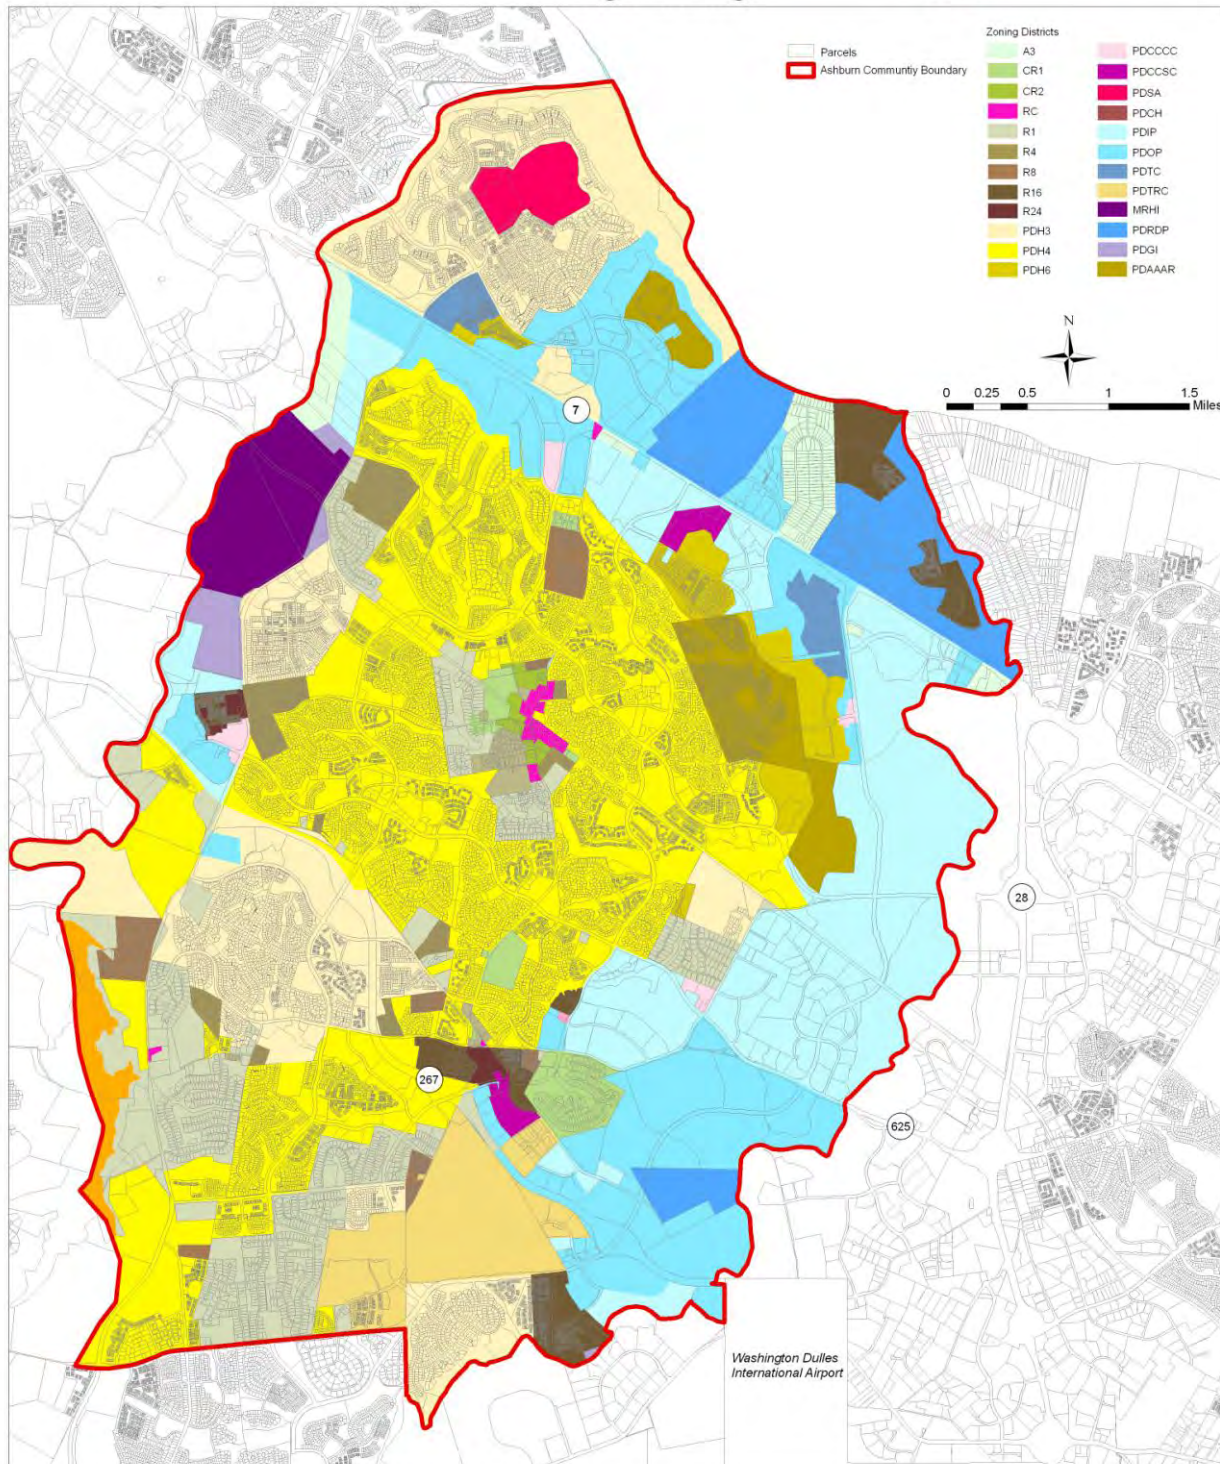 Zoning Districts
Parcels
Ashburn Communtiy Boundary
A3
CR1
CR2
RC
R1
R4
R8
R16
R24
PDH3
PDH4
PDH6
PDCCCC
PDCCSC
PDSA
PDCH
PDIP
PDOP
PDTC
PDTRC
MRHI
PDRDP
PDGI
PDAAAR
N
0 0.25 0.5 1 1.5
Miles
7
28
267
625
Washington Dulles
International Airport